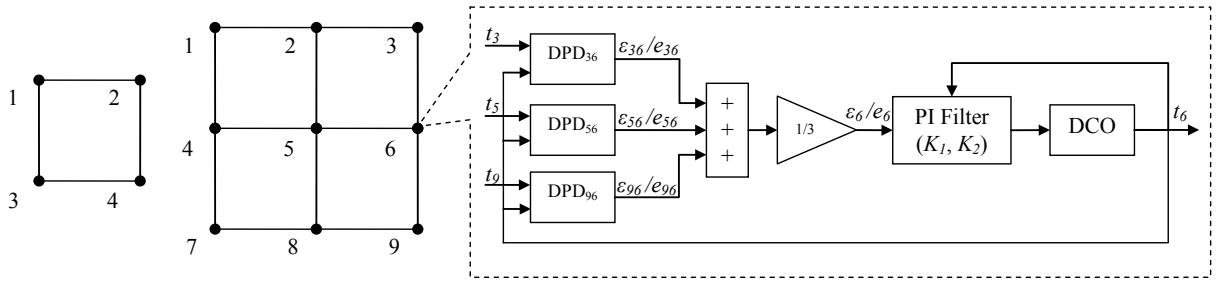 1 2
3 4
1 2 3
4 5 6
7 8 9
t3
DPD36
ε36/e36
t5
DPD56
ε56/e56
t9
DPD96
ε96/e96
+
+
+
1/3
ε6/e6
PI Filter
(K1, K2)
DCO
t6